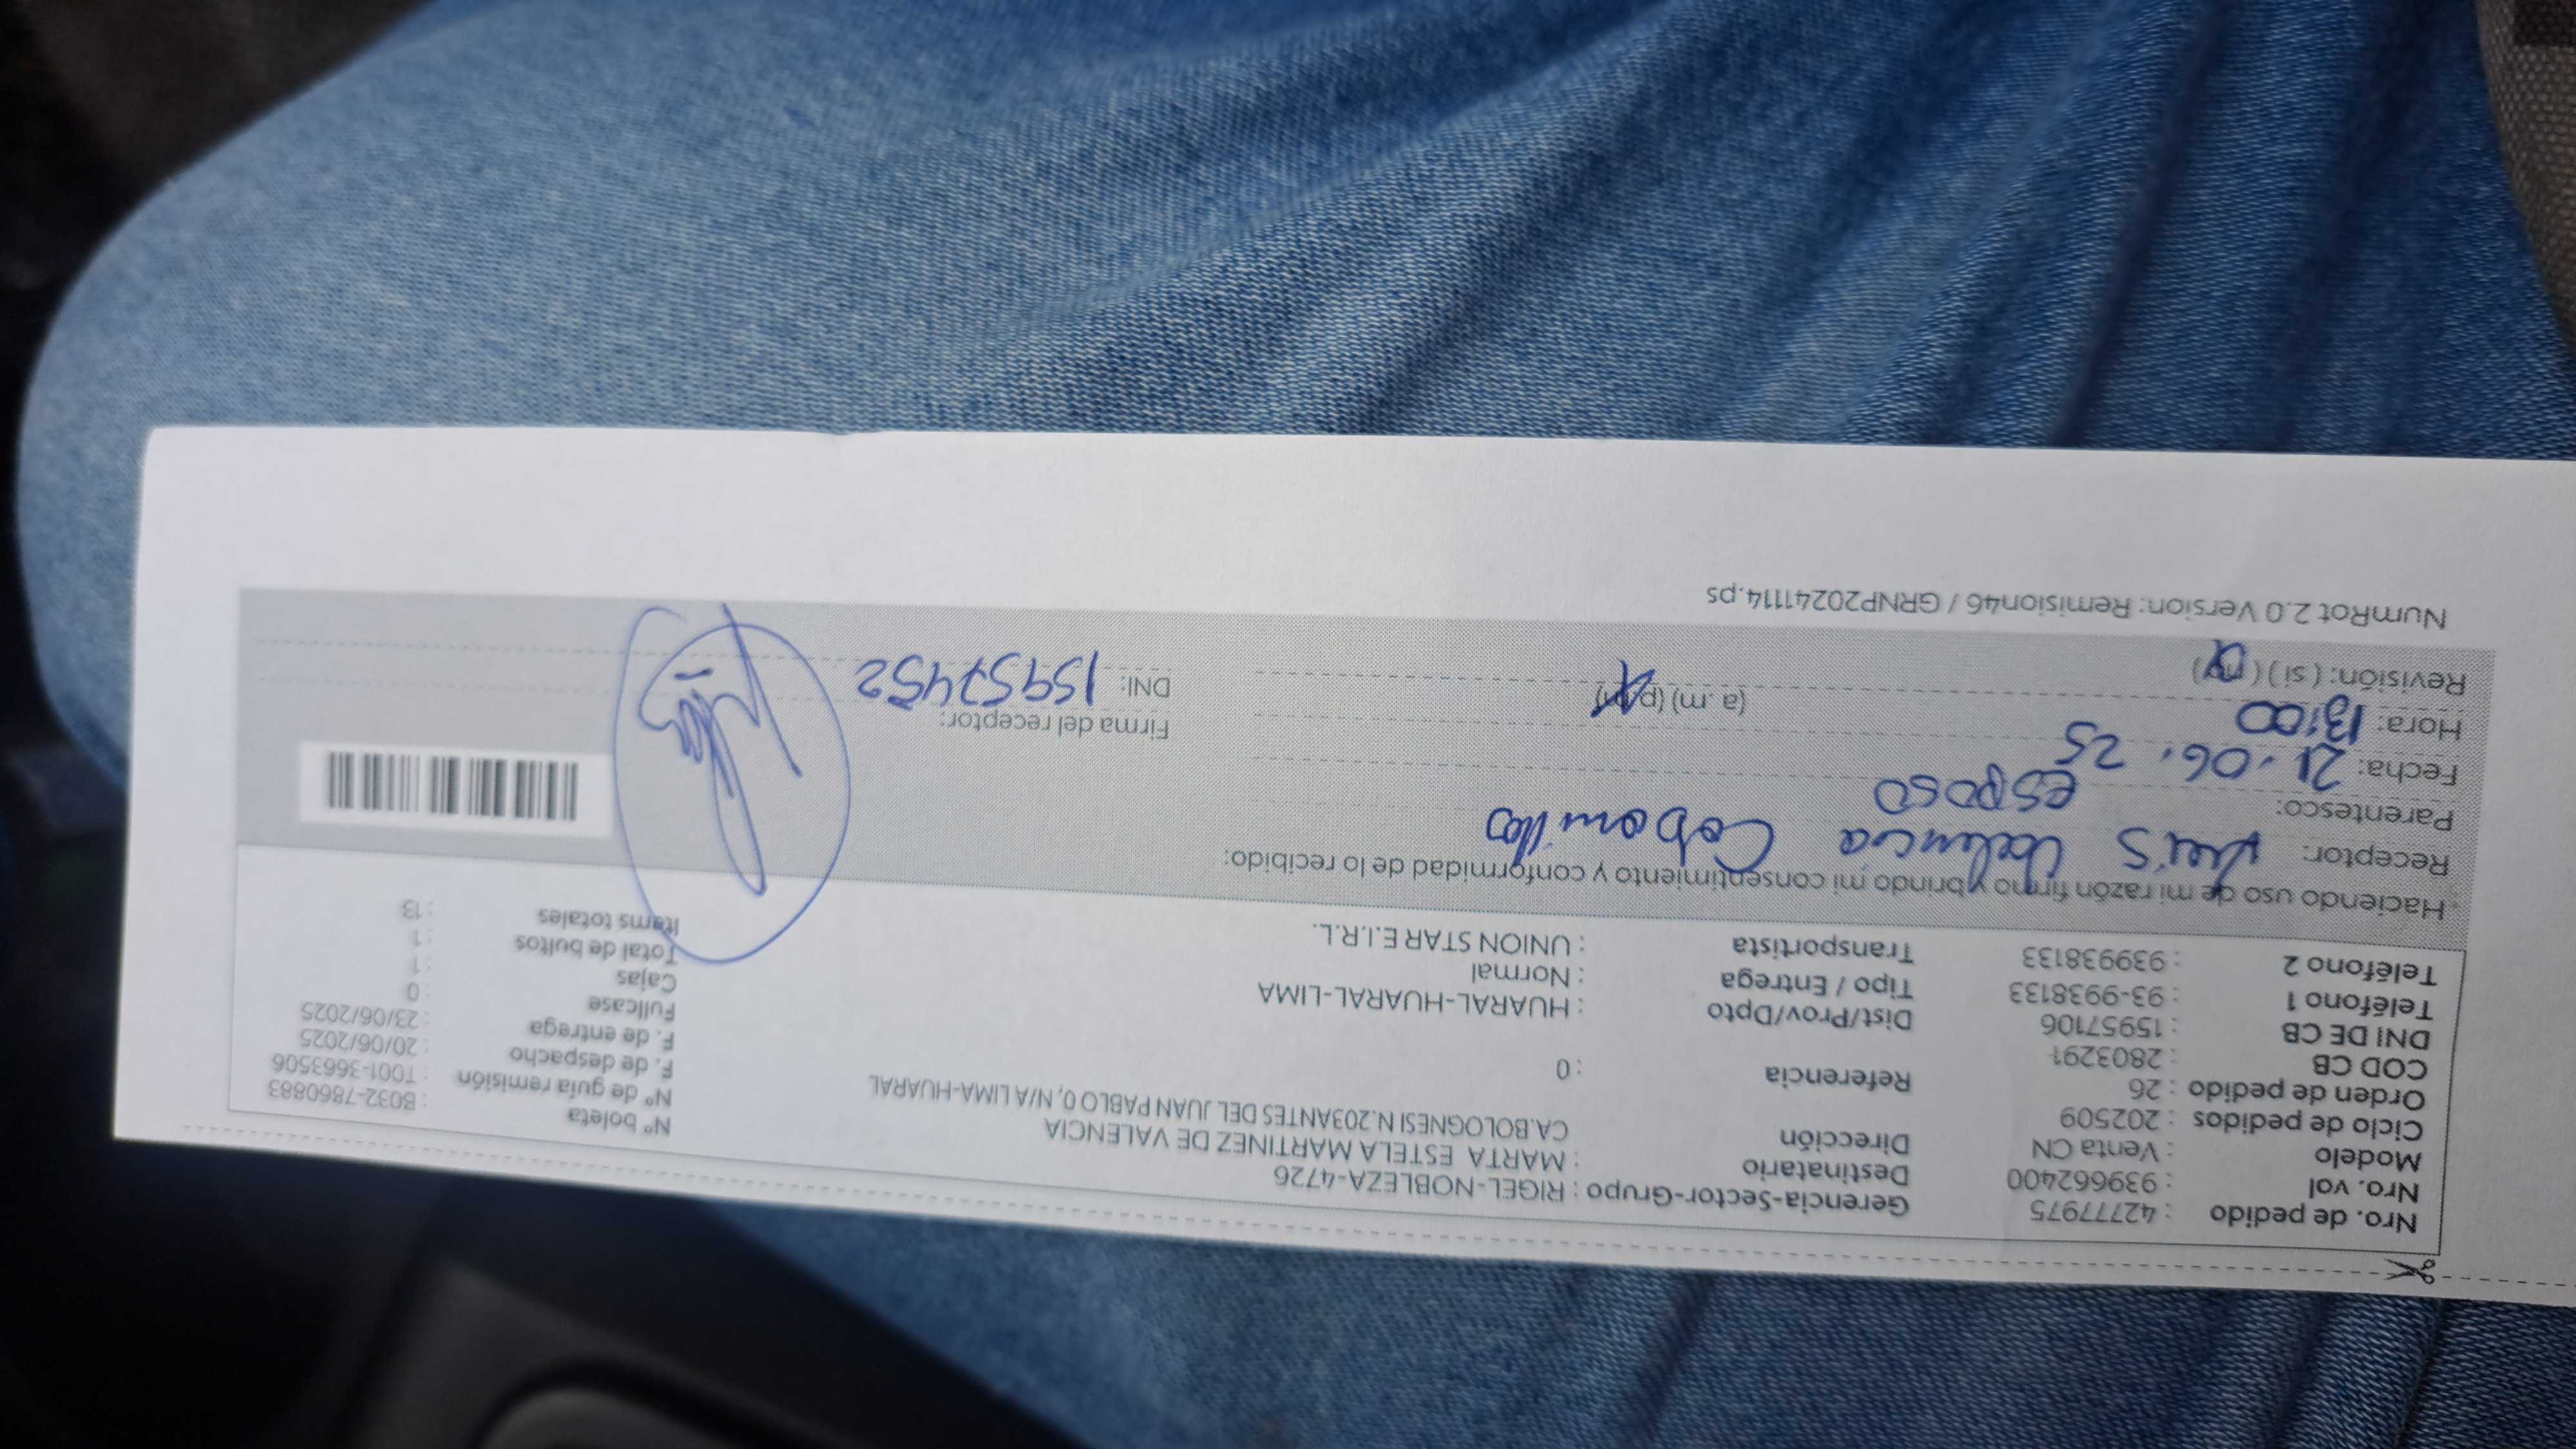 Nro. de pedido : 42777975 Gerencia-Sector-Grupo : RIGEL-NOBLEZA-4726 Nº boleta : B032-7860883
Nro. vol : 939662400 Destinatario : MARTA ESTELA MARTINEZ DE VALENCIA Nº de guía remisión : T001-3663506
Modelo : Venta CN Dirección CA.BOLOGNESI N.203ANTES DEL JUAN PABLO 0, N/A LIMA-HUARAL F. de despacho : 20/06/2025
Ciclo de pedidos : 202509 F. de entrega : 23/06/2025
Orden de pedido : 26 Referencia : 0 Fullcase : 0
COD CB : 2803291 Cajas : 1
DNI DE CB : 15957106 Dist/Prov/Dpto : HUARAL-HUARAL-LIMA Total de bultos : 1
Teléfono 1 : 93-9938133 Tipo / Entrega : Normal Items totales : 13
Teléfono 2 : 939938133 Transportista : UNION STAR E.I.R.L.
Haciendo uso de mi razón firmo y brindo mi consentimiento y conformidad de lo recibido:
Receptor: Luis Valencia
Parentesco: esposo
Fecha: 21.06.25 Firma del receptor:
Hora: 13:00 (a.m) (p.m) DNI: 15957452
Revisión: (si) (no)
NumRot 2.0 Version: Remision46 / GRNP20241114.ps